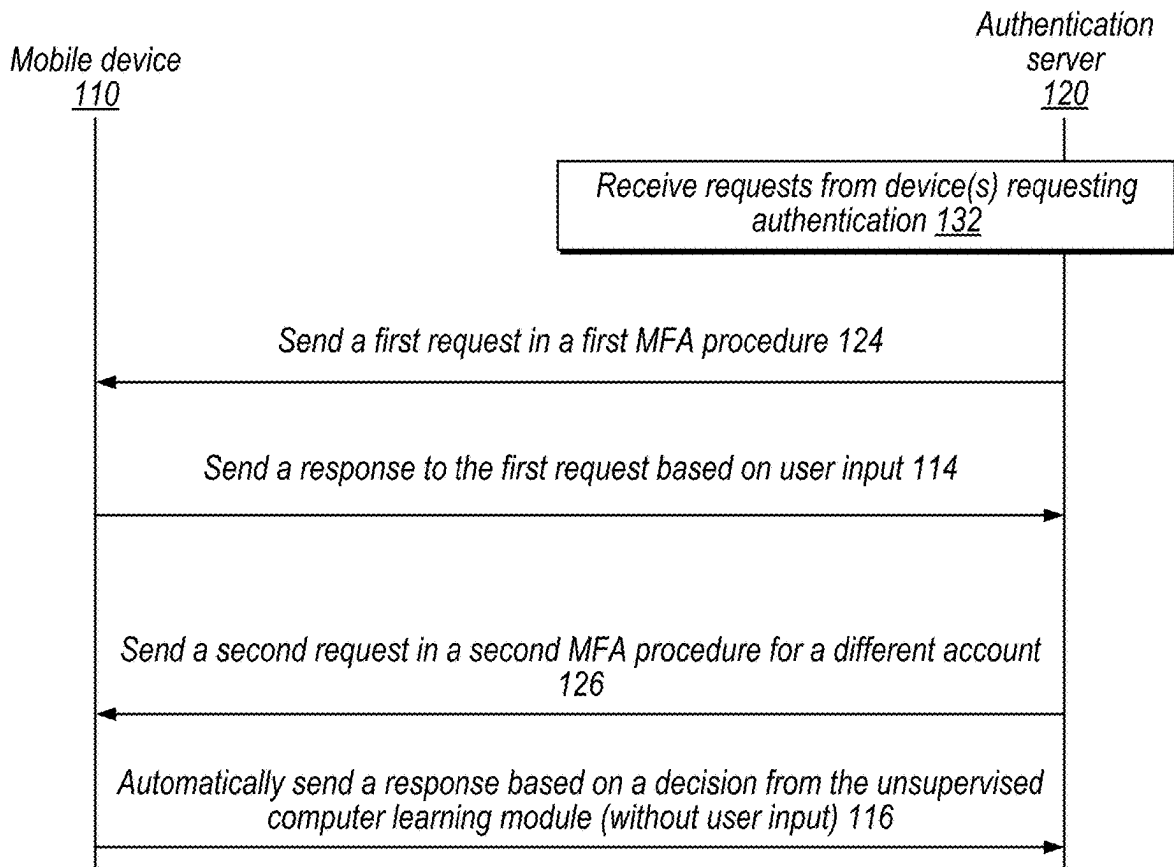 Mobile device
110
Authentication
server
120
Receive requests from device(s) requesting
authentication 132
Send a first request in a first MFA procedure 124
Send a response to the first request based on user input 114
Send a second request in a second MFA procedure for a different account
126
Automatically send a response based on a decision from the unsupervised
computer learning module (without user input) 116